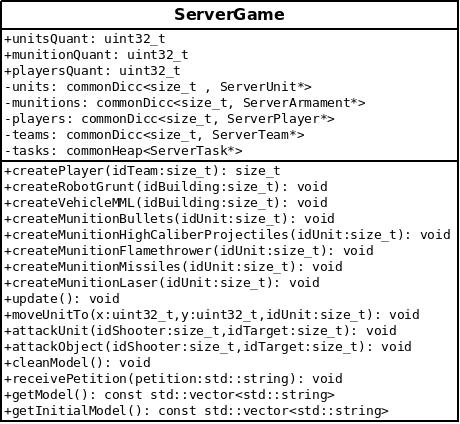 ServerGame
+unitsQuant: uint32_t
+munitionQuant: uint32_t
+playersQuant: uint32_t
-units: commonDicc<size_t , ServerUnit*>
-munitions: commonDicc<size_t, ServerArmament*>
-players: commonDicc<size_t, ServerPlayer*>
-teams: commonDicc<size_t, ServerTeam*>
-tasks: commonHeap<ServerTask*>
+createPlayer(idTeam:size_t): size_t
+createRobotGrunt(idBuilding:size_t): void
+createVehicleMML(idBuilding:size_t): void
+createMunitionBullets(idUnit:size_t): void
+createMunitionHighCaliberProjectiles(idUnit:size_t): void
+createMunitionFlamethrower(idUnit:size_t): void
+createMunitionMissiles(idUnit:size_t): void
+createMunitionLaser(idUnit:size_t): void
+update(): void
+moveUnitTo(x:uint32_t,y:uint32_t,idUnit:size_t): void
+attackUnit(idShooter:size_t,idTarget:size_t): void
+attackObject(idShooter:size_t,idTarget:size_t): void
+cleanModel(): void
+receivePetition(petition:std::string): void
+getModel(): const std::vector<std::string>
+getInitialModel(): const std::vector<std::string>